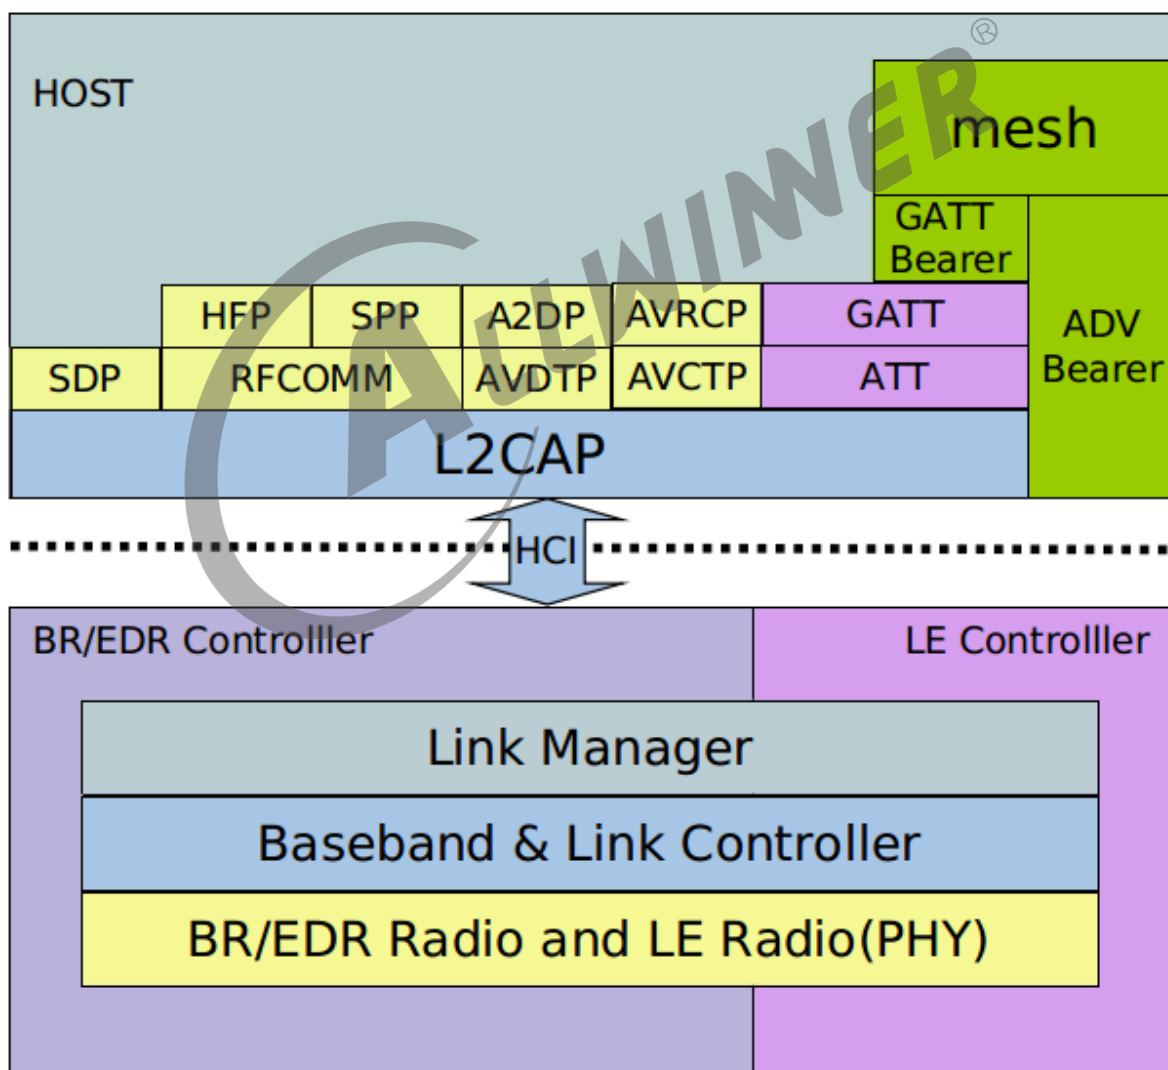 HOST
ALLWINNER®
mesh
GATT
Bearer
HFP
SPP
A2DP
AVRCP
GATT
ADV
Bearer
SDP
RFCOMM
AVDTP
AVCTP
ATT
L2CAP
HCI
BR/EDR Controlller
LE Controlller
Link Manager
Baseband & Link Controller
BR/EDR Radio and LE Radio(PHY)